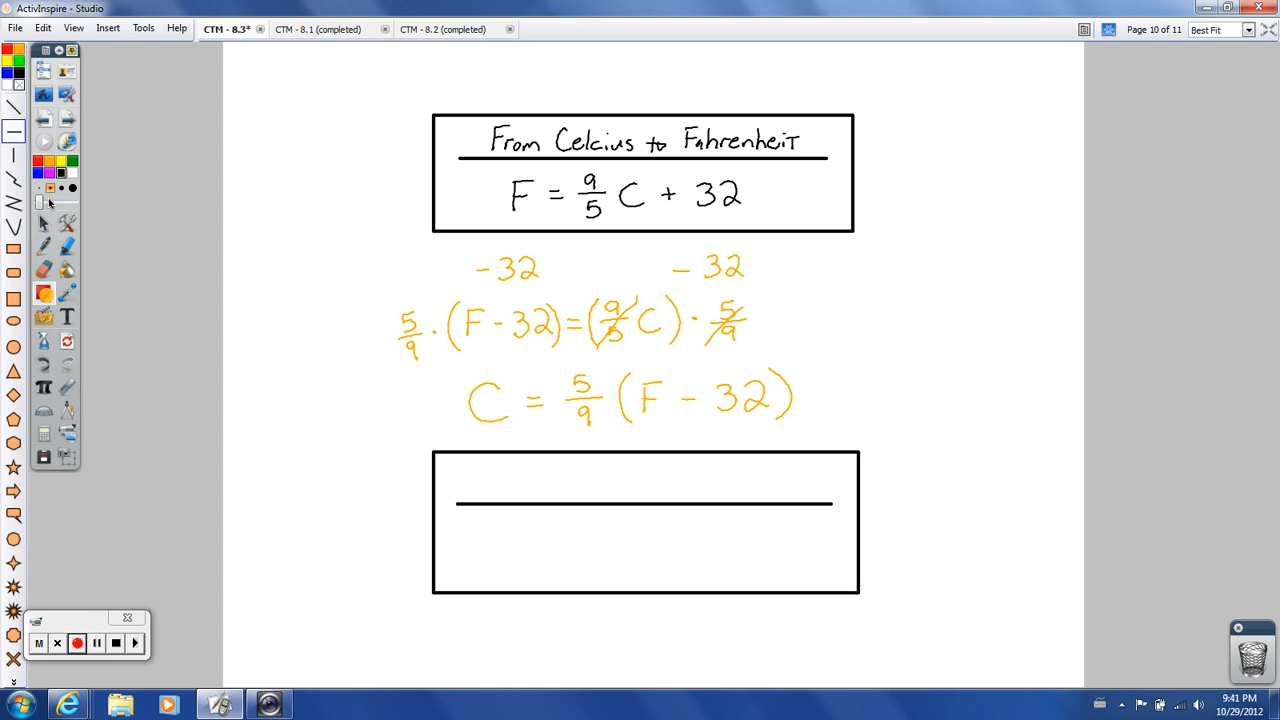 ActivInspire - Studio
File Edit View Insert Tools Help
CTM - 8.3* CTM - 8.1 (completed) CTM - 8.2 (completed)
Page 10 of 11 Best Fit
From Celcius to Fahrenheit
F = 9/5 C + 32
- 32 - 32
5/9 · (F - 32) = (9/5 C) · 5/9
C = 5/9 (F - 32)
M
9:41 PM
10/29/2012